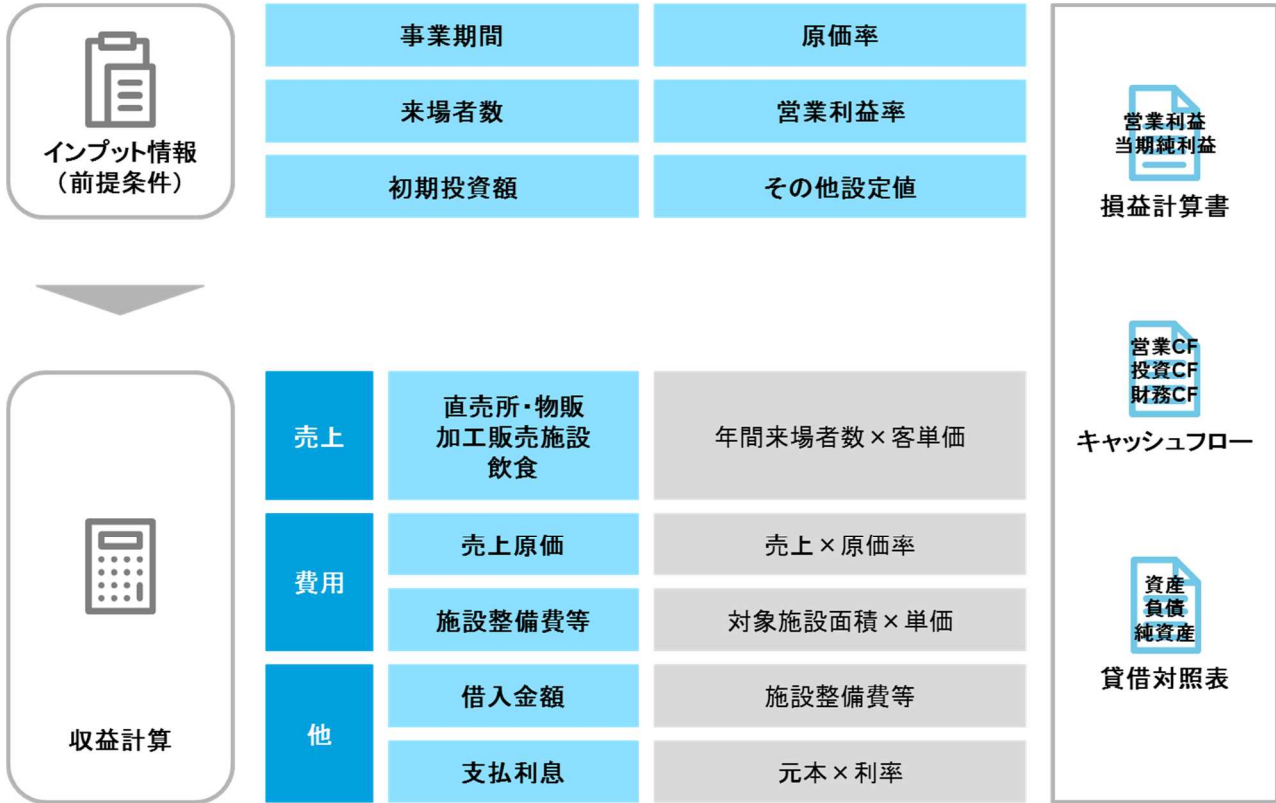 インプット情報
（前提条件）
事業期間
原価率
来場者数
営業利益率
初期投資額
その他設定値
収益計算
売上
直売所・物販
加工販売施設
飲食
年間来場者数×客単価
費用
売上原価
売上×原価率
施設整備費等
対象施設面積×単価
他
借入金額
施設整備費等
支払利息
元本×利率
営業利益
当期純利益
損益計算書
営業CF
投資CF
財務CF
キャッシュフロー
資産
負債
純資産
貸借対照表